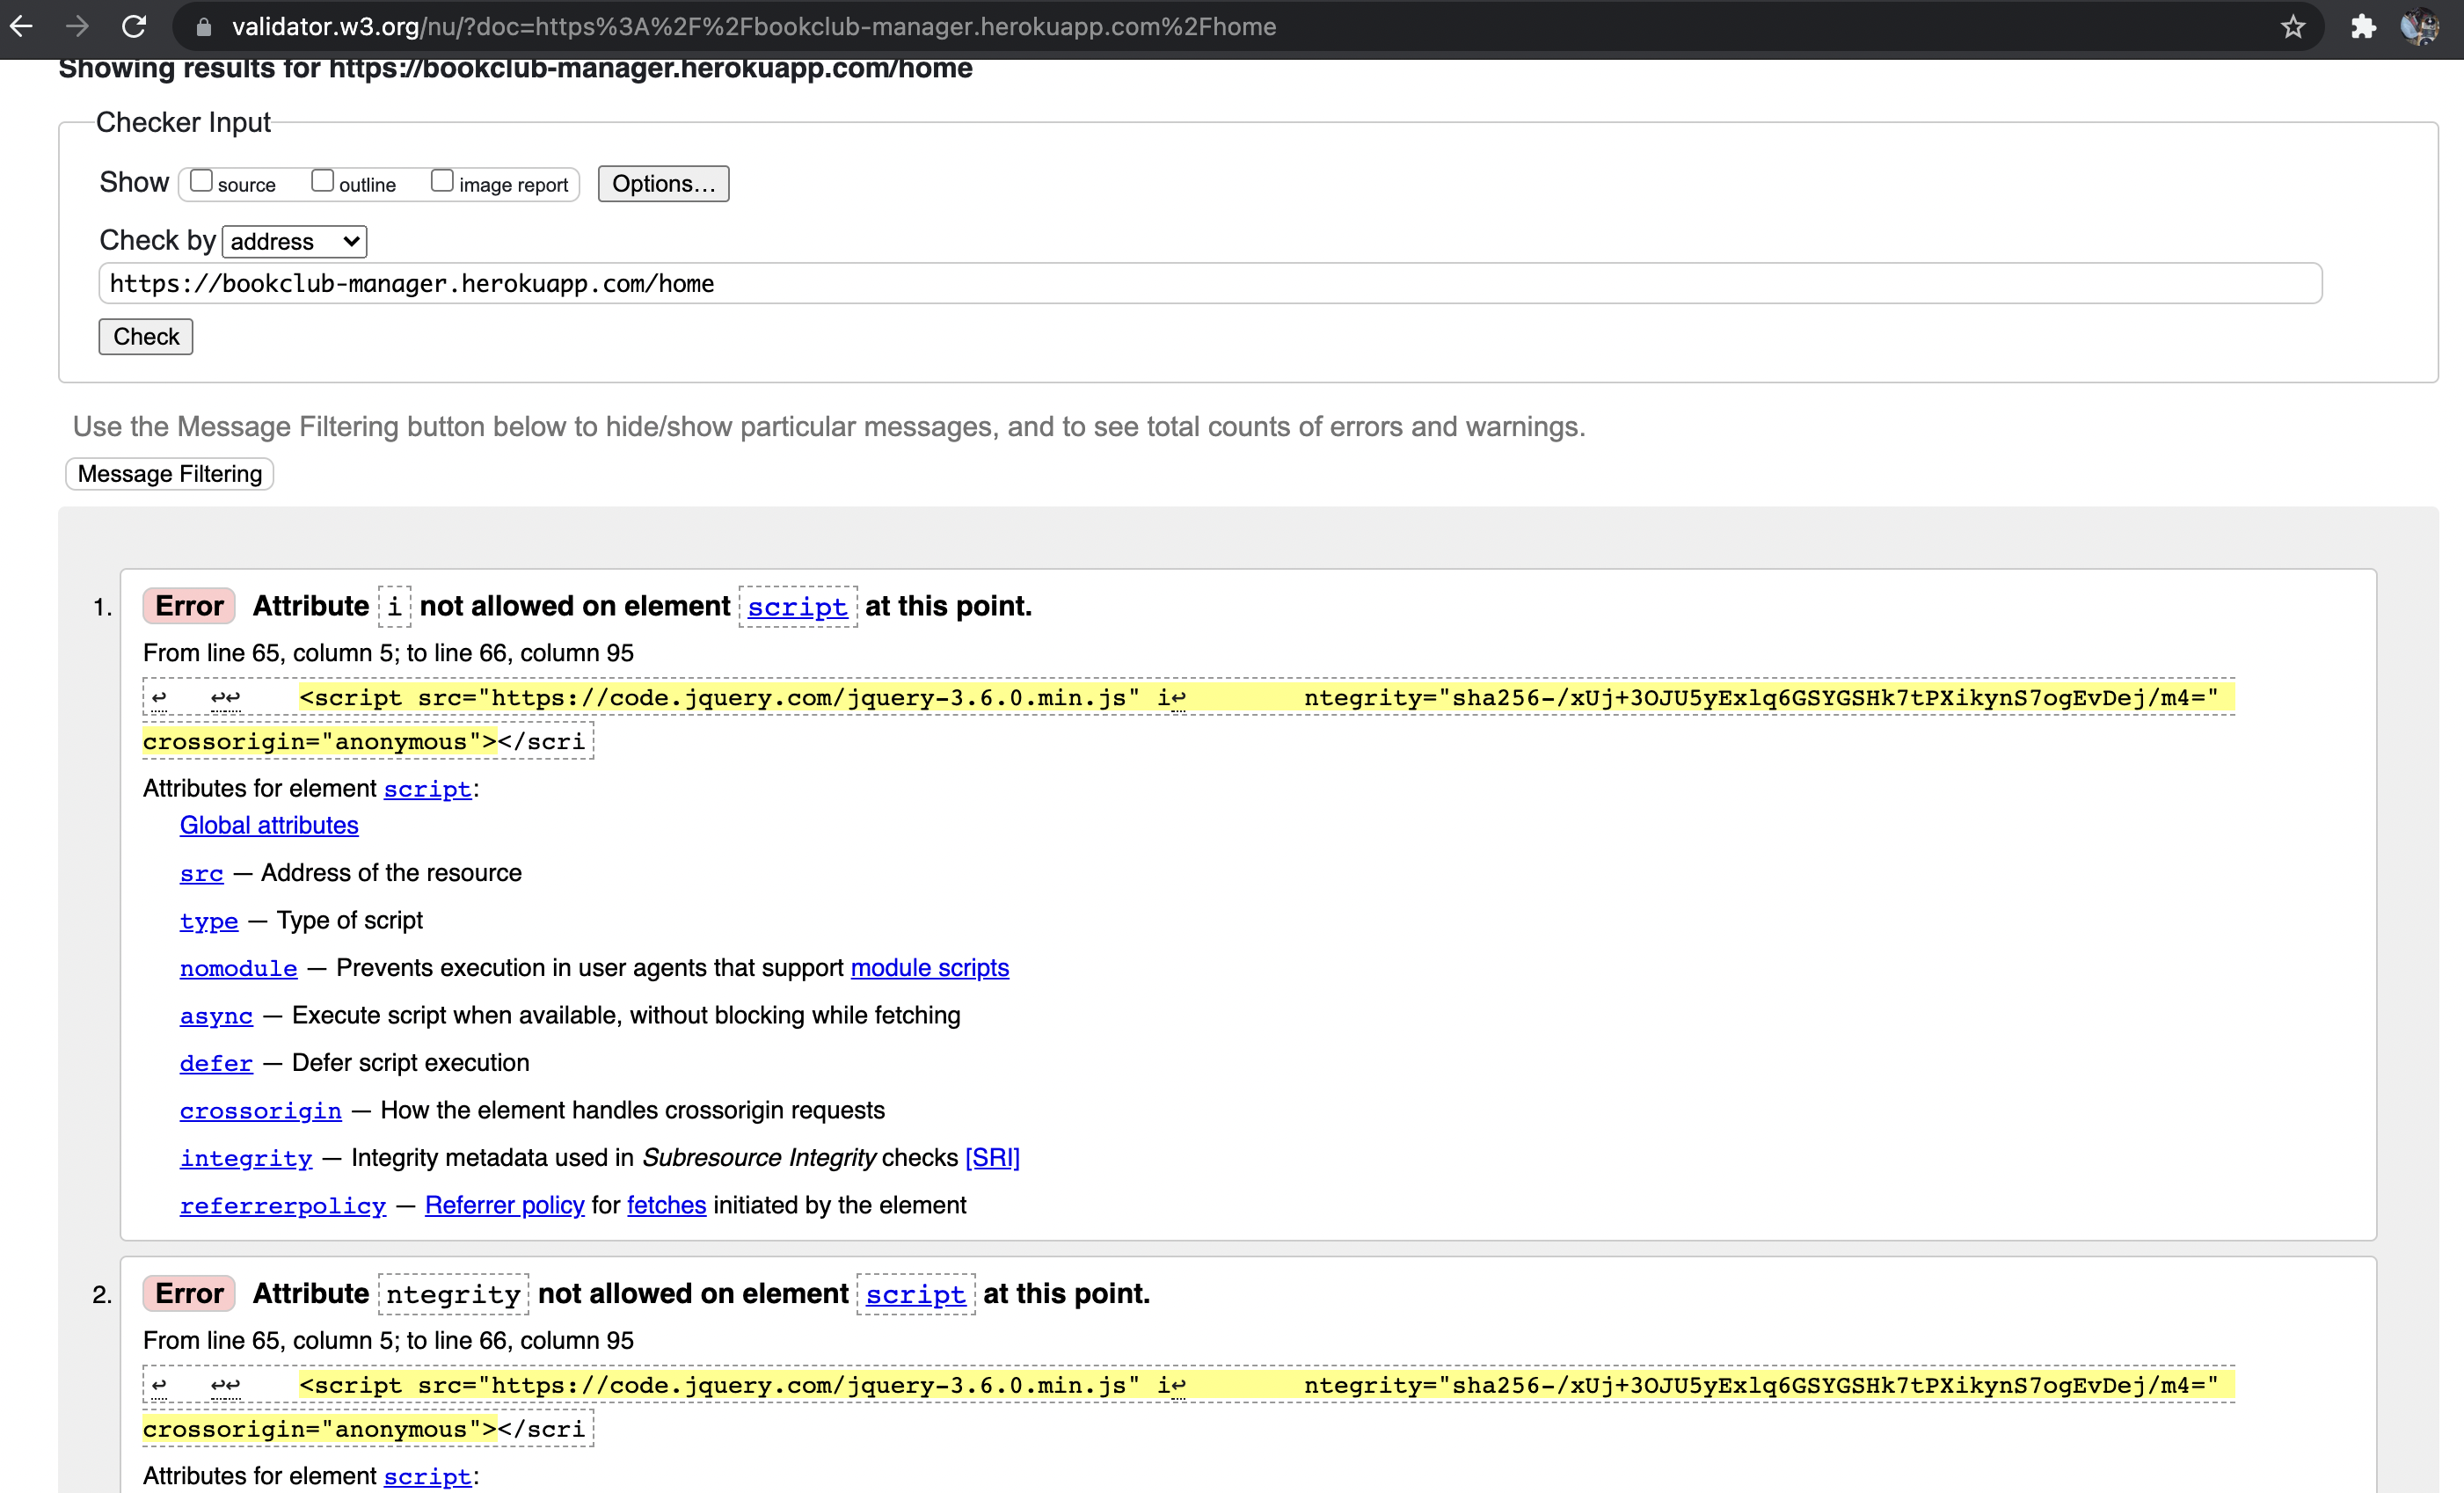 validator.w3.org/nu/?doc=https%3A%2F%2Fbookclub-manager.herokuapp.com%2Fhome
Showing results for https://bookclub-manager.herokuapp.com/home
Checker Input
Show source outline image report Options...
Check by address
https://bookclub-manager.herokuapp.com/home
Check
Use the Message Filtering button below to hide/show particular messages, and to see total counts of errors and warnings.
Message Filtering
1. Error Attribute i not allowed on element script at this point.
From line 65, column 5; to line 66, column 95
↩ ↩↩ <script src="https://code.jquery.com/jquery-3.6.0.min.js" i↩ ntegrity="sha256-/xUj+3OJU5yExlq6GSYGSHk7tPXikynS7ogEvDej/m4="
crossorigin="anonymous"></scri
Attributes for element script:
Global attributes
src — Address of the resource
type — Type of script
nomodule — Prevents execution in user agents that support module scripts
async — Execute script when available, without blocking while fetching
defer — Defer script execution
crossorigin — How the element handles crossorigin requests
integrity — Integrity metadata used in Subresource Integrity checks [SRI]
referrerpolicy — Referrer policy for fetches initiated by the element
2. Error Attribute ntegrity not allowed on element script at this point.
From line 65, column 5; to line 66, column 95
↩ ↩↩ <script src="https://code.jquery.com/jquery-3.6.0.min.js" i↩ ntegrity="sha256-/xUj+3OJU5yExlq6GSYGSHk7tPXikynS7ogEvDej/m4="
crossorigin="anonymous"></scri
Attributes for element script: